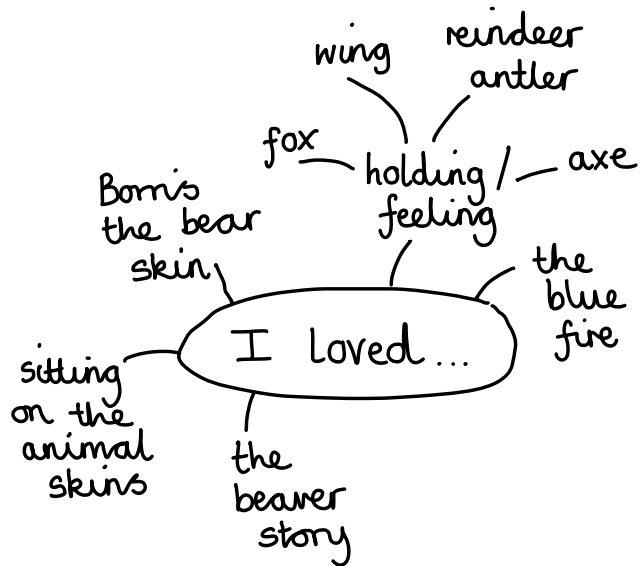 wing
reindeer
antler
fox
holding /
feeling
axe
Born's
the bear
skin
the
blue
fire
I loved ...
sitting
on the
animal
skins
the
beaver
story